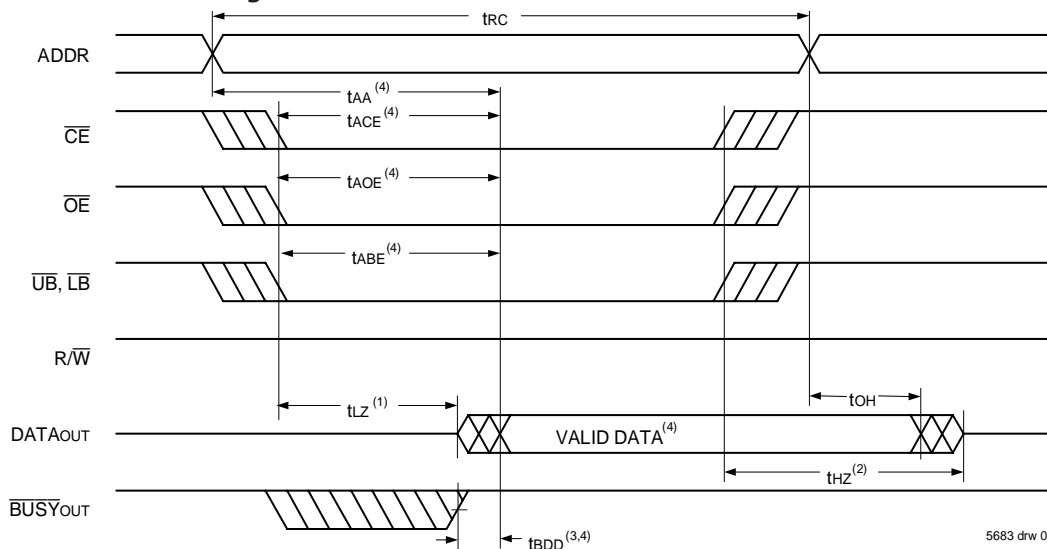 tRC
ADDR
tAA (4)
tACE (4)
CE
tAOE (4)
OE
tABE (4)
UB, LB
R/W
tLZ (1)
tOH
DATAOUT
VALID DATA (4)
tHZ (2)
BUSYOUT
tBDD (3,4)
5683 drw 0